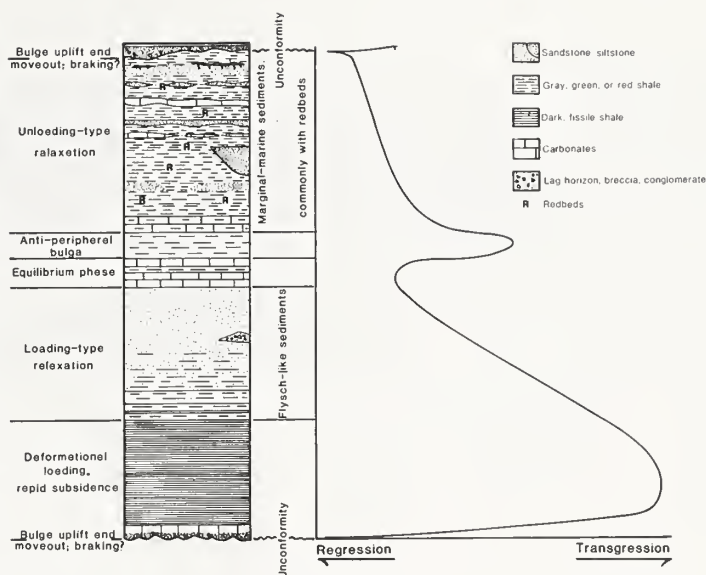 Bulge uplift end
moveout; braking?
Unloeding-type
ralaxetion
Anti-peripherel
bulga
Equilibrium phese
Loading-type
relexation
Deformetional
loeding,
repid subsidence
Bulge uplift end
moveout; braking?
R
R
R
R
B R
Marginal-marine sediments,
commonly with redbeds
Flysch-like sediments
Unconformity
Unconformity
Regression
Transgression
Sandstone siltstone
Gray, green, or red shale
Dark, fissile shale
Carbonates
Lag horizon, breccia, conglomerate
R Redbeds